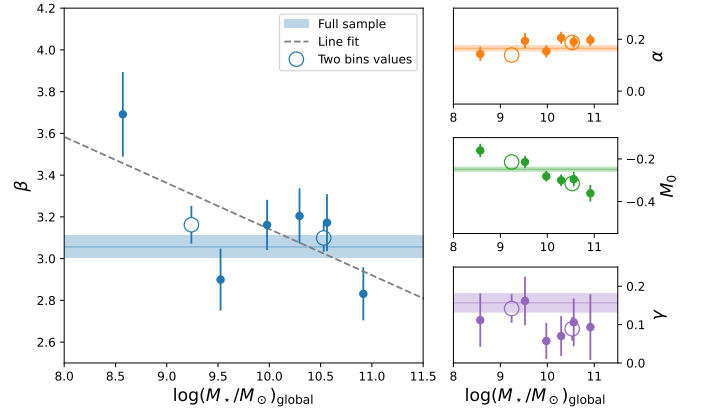 4.2
4.0
3.8
3.6
3.4
3.2
3.0
2.8
2.6
β
Full sample
Line fit
Two bins values
8.0 8.5 9.0 9.5 10.0 10.5 11.0 11.5
log(M⋆/M⊙)global
0.2
0.0
α
8 9 10 11
−0.2
−0.4
M0
8 9 10 11
0.2
0.1
0.0
γ
8 9 10 11
log(M⋆/M⊙)global